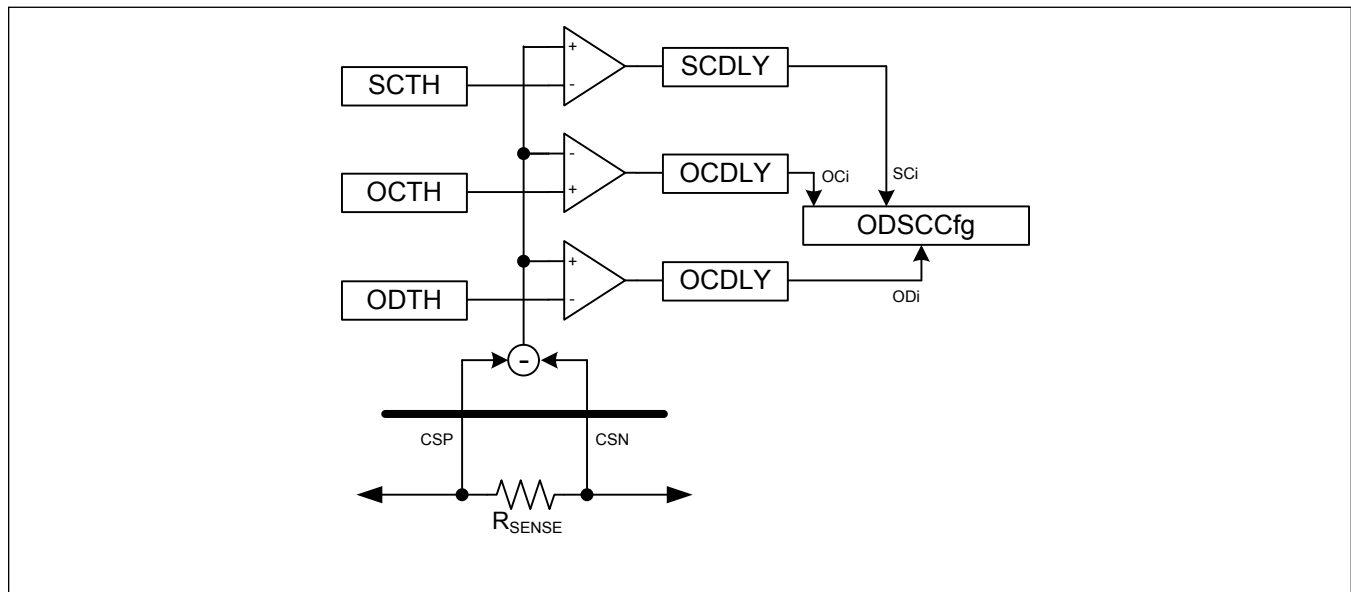 +
SCTH
-
SCDLY
-
OCTH
+
OCDLY
OCi
SCi
ODSCCfg
+
ODTH
-
OCDLY
ODi
-
CSP
CSN
RSENSE